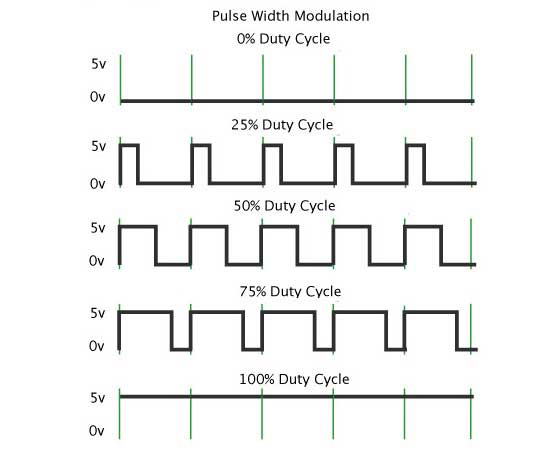 Pulse Width Modulation
0% Duty Cycle
5v
0v
25% Duty Cycle
5v
0v
50% Duty Cycle
5v
0v
75% Duty Cycle
5v
0v
100% Duty Cycle
5v
0v